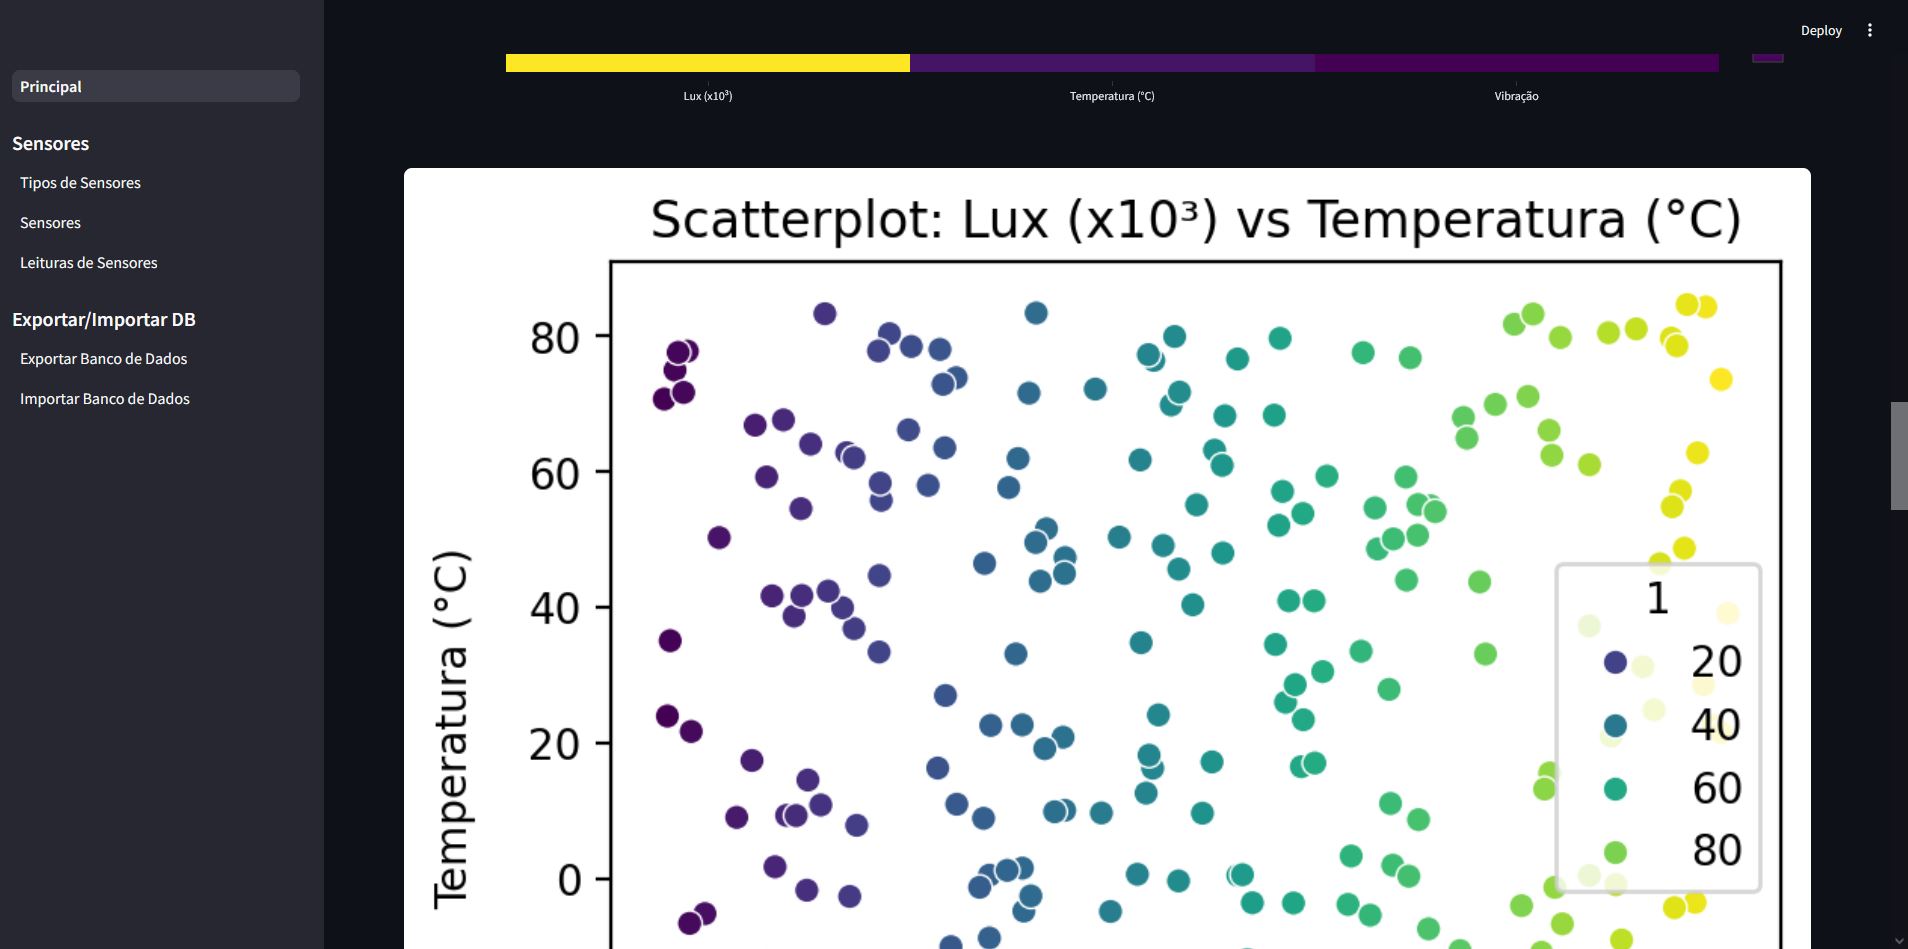 Deploy
Principal
Sensores
Tipos de Sensores
Sensores
Leituras de Sensores
Exportar/Importar DB
Exportar Banco de Dados
Importar Banco de Dados
Lux (x10³)
Temperatura (°C)
Vibração
Scatterplot: Lux (x10³) vs Temperatura (°C)
Temperatura (°C)
80
60
40
20
0
1
20
40
60
80